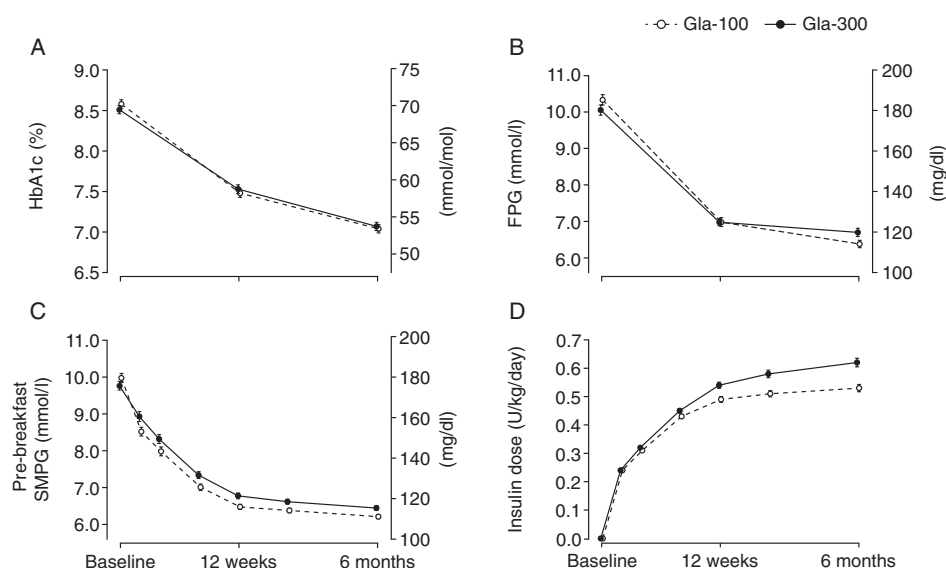 Gla-100 Gla-300
A
9.0
8.5
8.0
7.5
7.0
6.5
HbA1c (%)
75
70
65
60
55
50
(mmol/mol)
B
11.0
10.0
9.0
8.0
7.0
6.0
FPG (mmol/l)
200
180
160
140
120
100
(mg/dl)
C
11.0
10.0
9.0
8.0
7.0
6.0
Pre-breakfast
SMPG (mmol/l)
200
180
160
140
120
100
(mg/dl)
Baseline 12 weeks 6 months
D
0.7
0.6
0.5
0.4
0.3
0.2
0.1
0.0
Insulin dose (U/kg/day)
Baseline 12 weeks 6 months